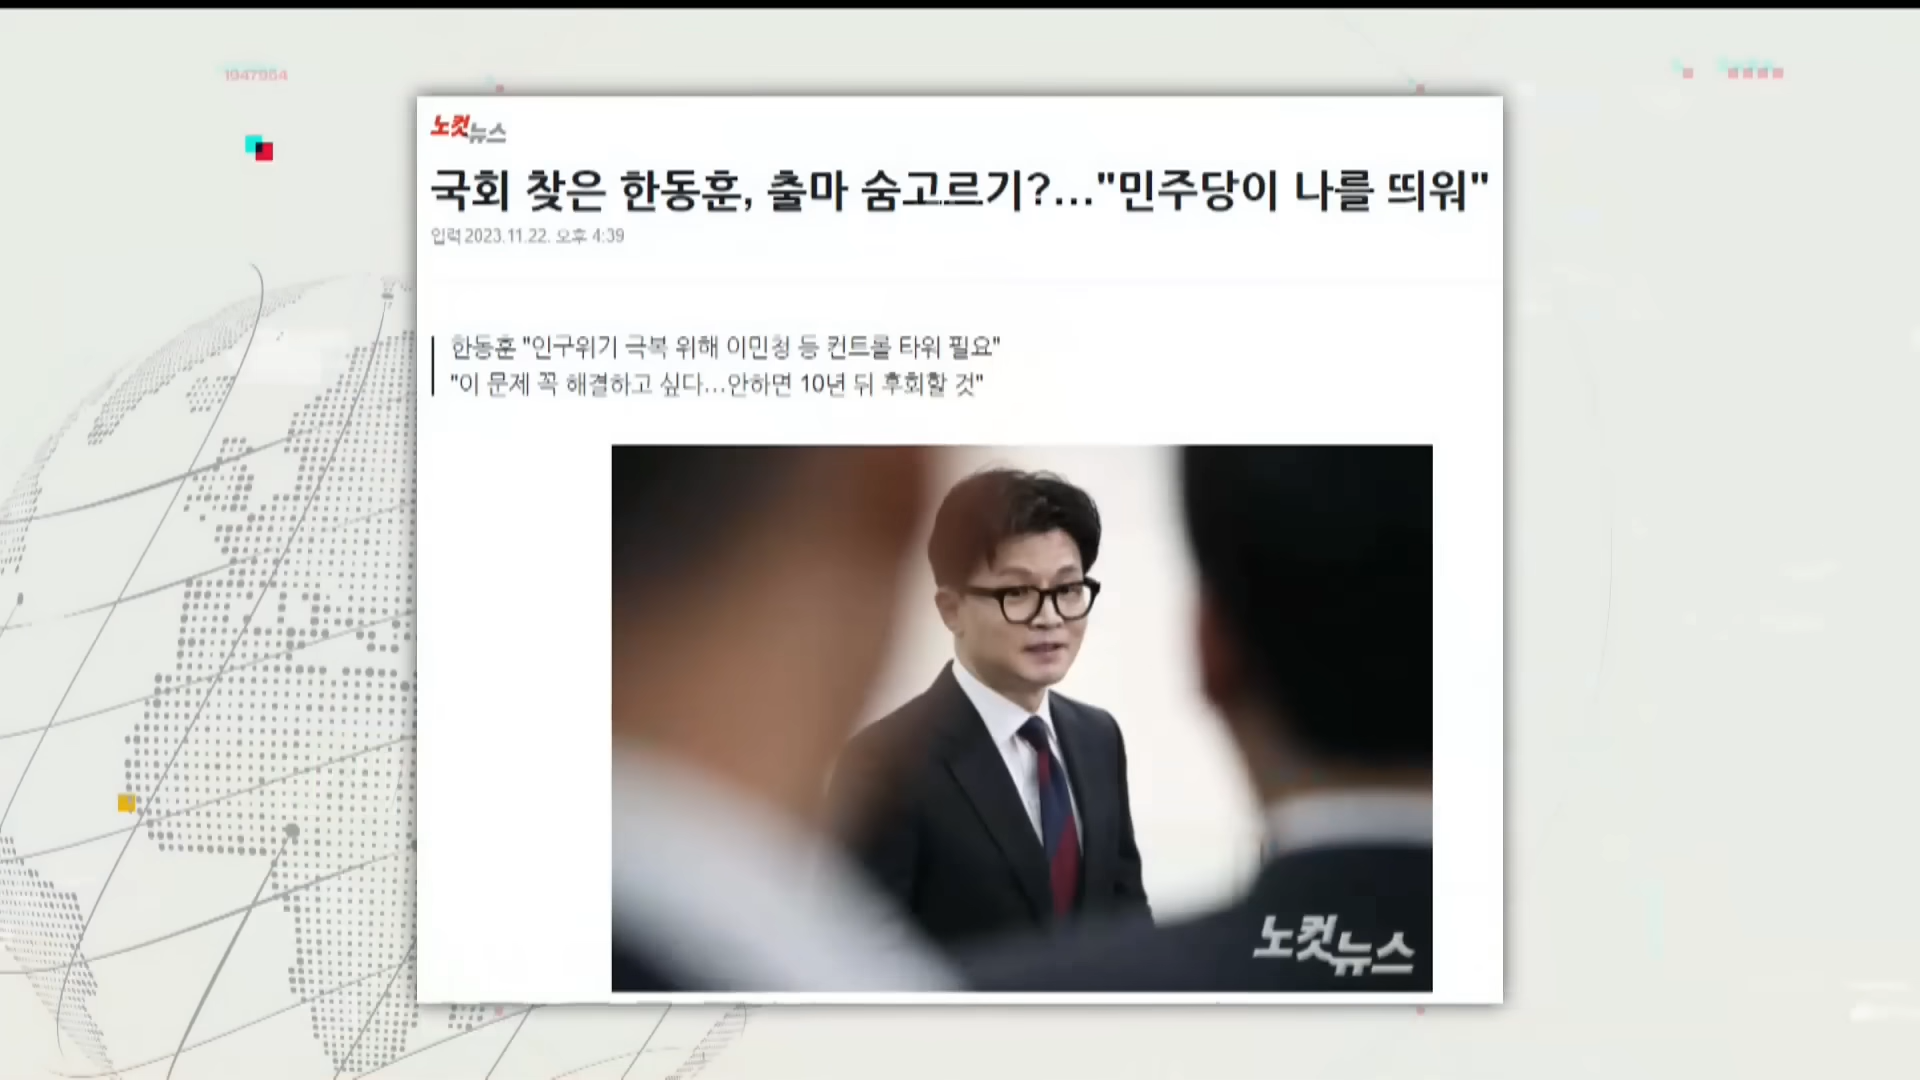 1947954
노컷뉴스
국회 찾은 한동훈, 출마 숨고르기?..."민주당이 나를 띄워"
입력 2023.11.22. 오후 4:39
한동훈 "인구위기 극복 위해 이민청 등 컨트롤 타워 필요"
"이 문제 꼭 해결하고 싶다...안하면 10년 뒤 후회할 것"
노컷뉴스